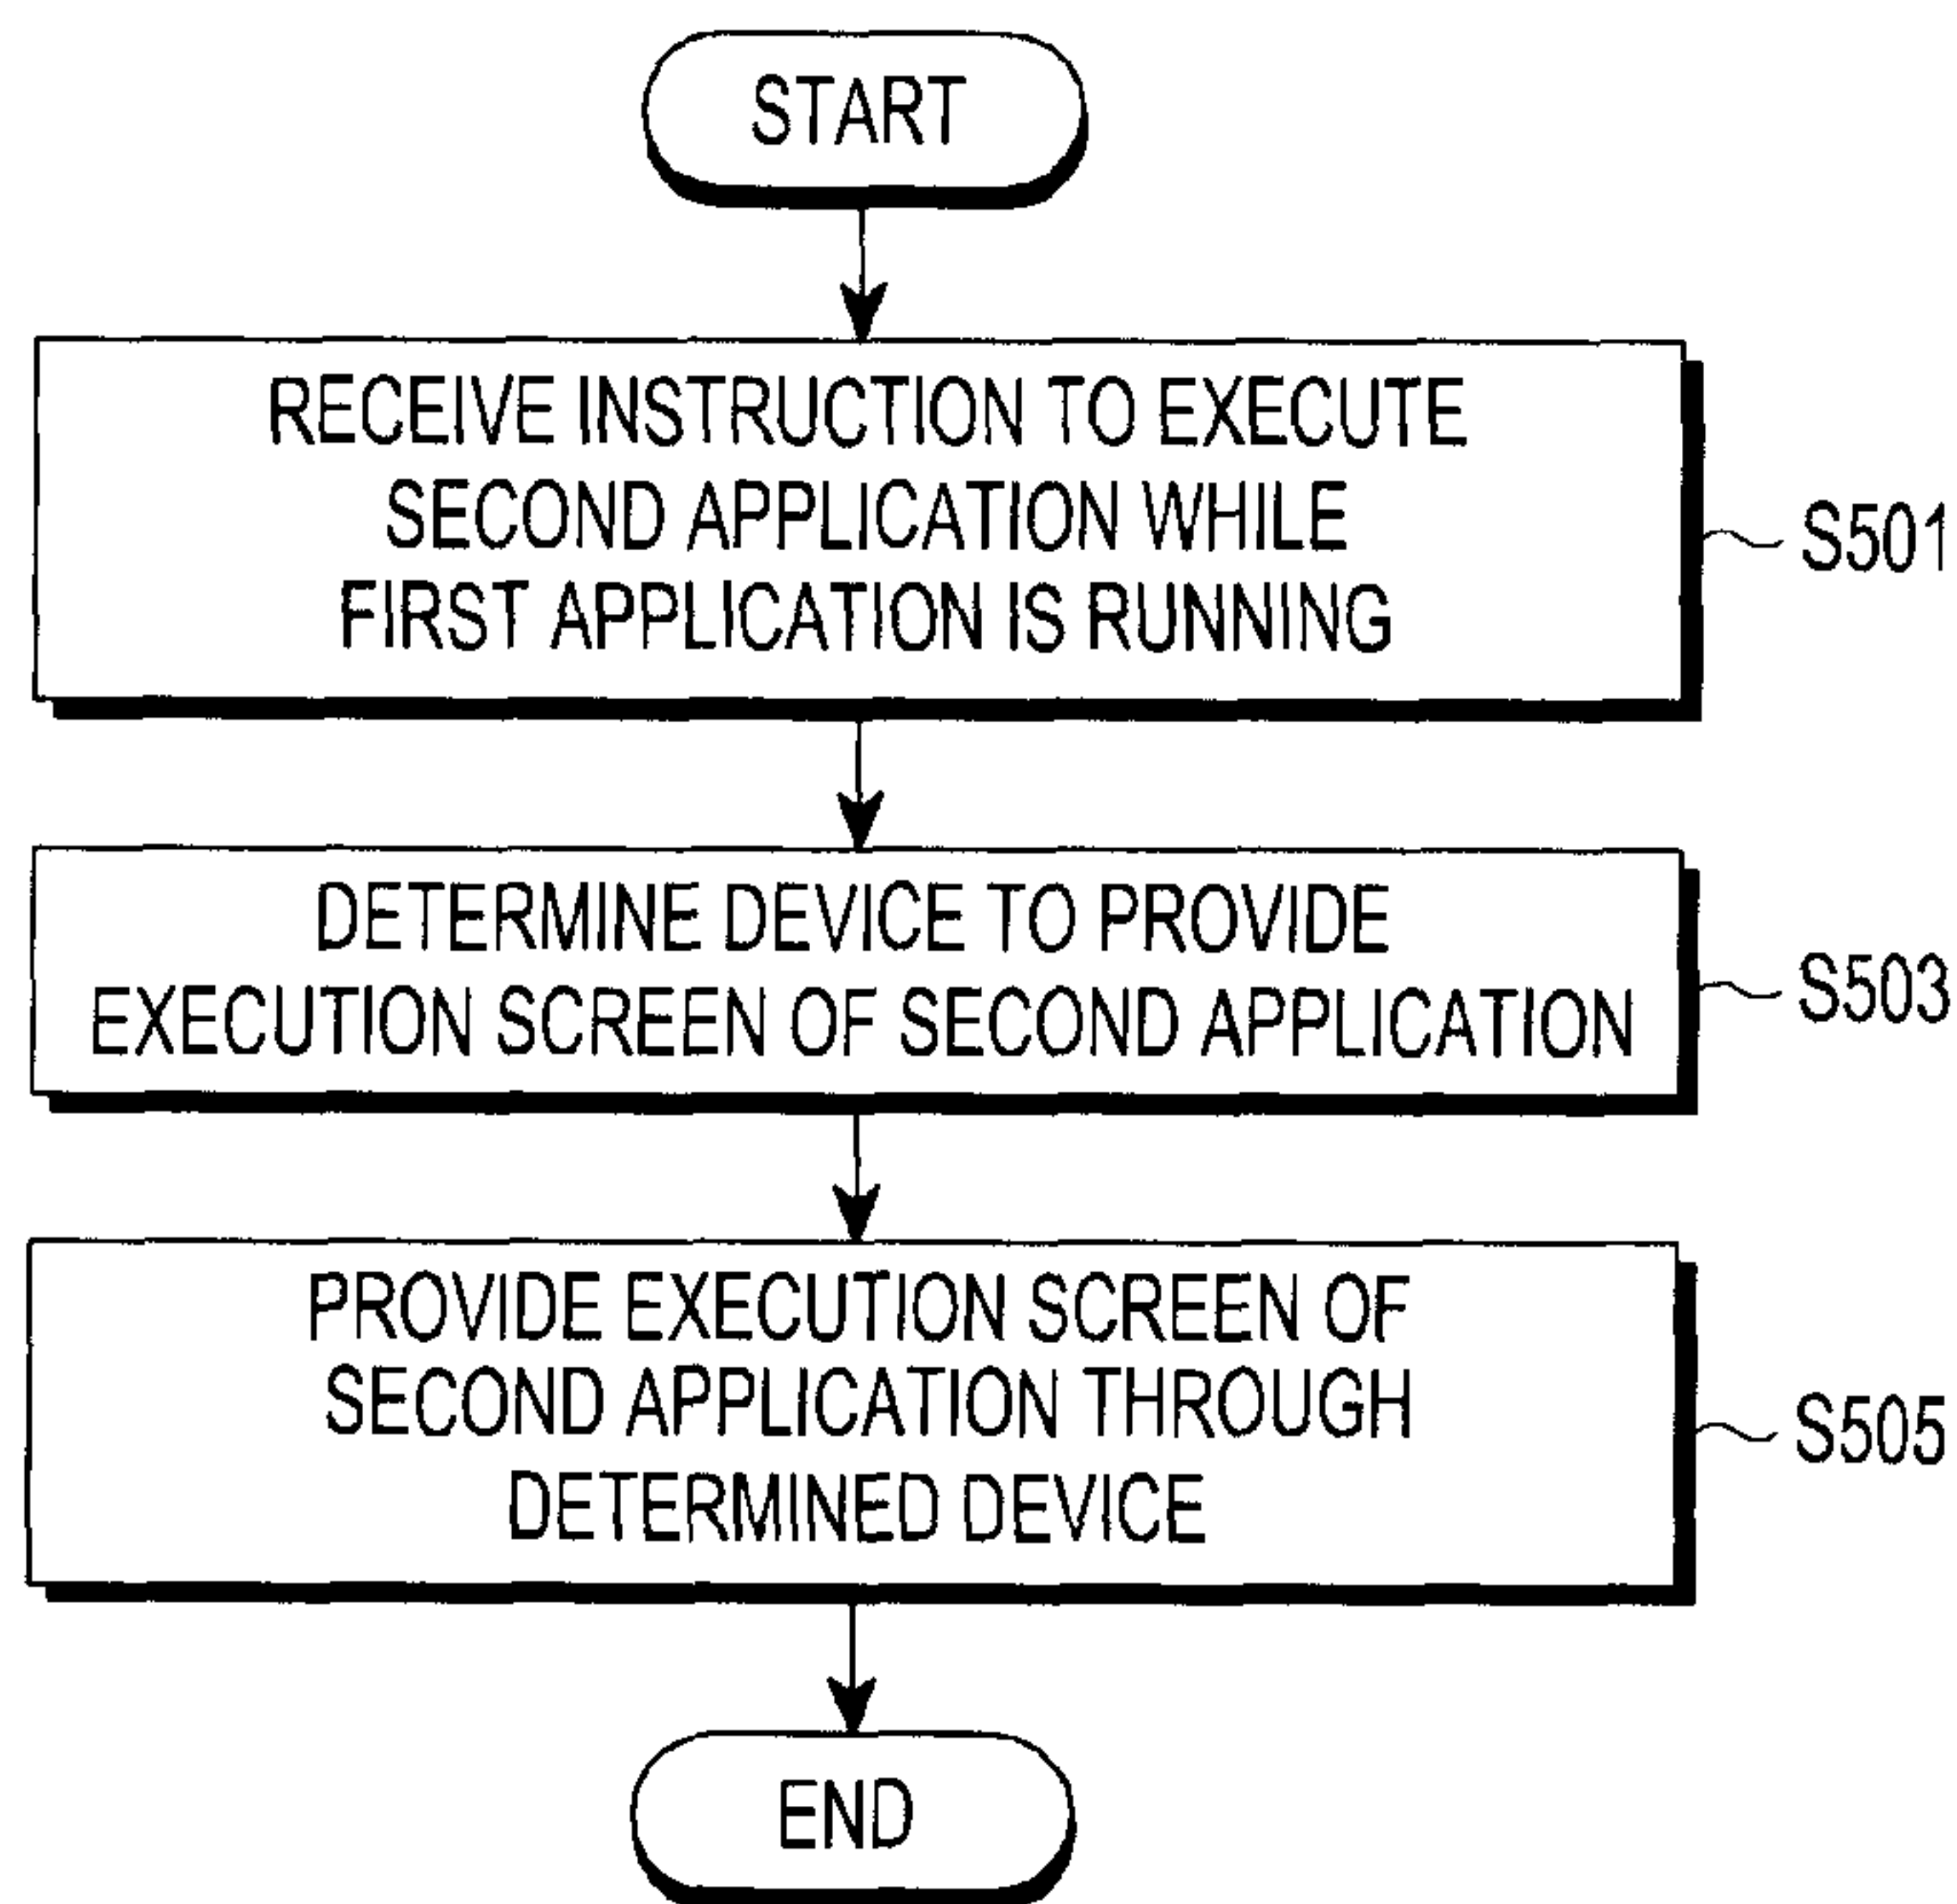 START
RECEIVE INSTRUCTION TO EXECUTE
SECOND APPLICATION WHILE
FIRST APPLICATION IS RUNNING
S501
DETERMINE DEVICE TO PROVIDE
EXECUTION SCREEN OF SECOND APPLICATION
S503
PROVIDE EXECUTION SCREEN OF
SECOND APPLICATION THROUGH
DETERMINED DEVICE
S505
END